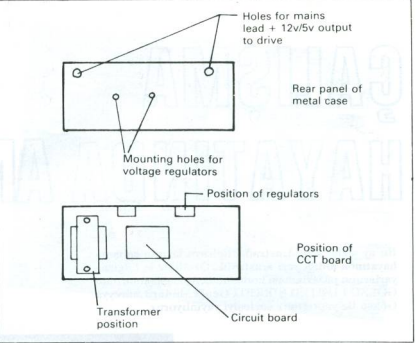 Holes for mains
lead + 12v/5v output
to drive
Rear panel of
metal case
Mounting holes for
voltage regulators
Position of regulators
Position of
CCT board
Transformer
position
Circuit board